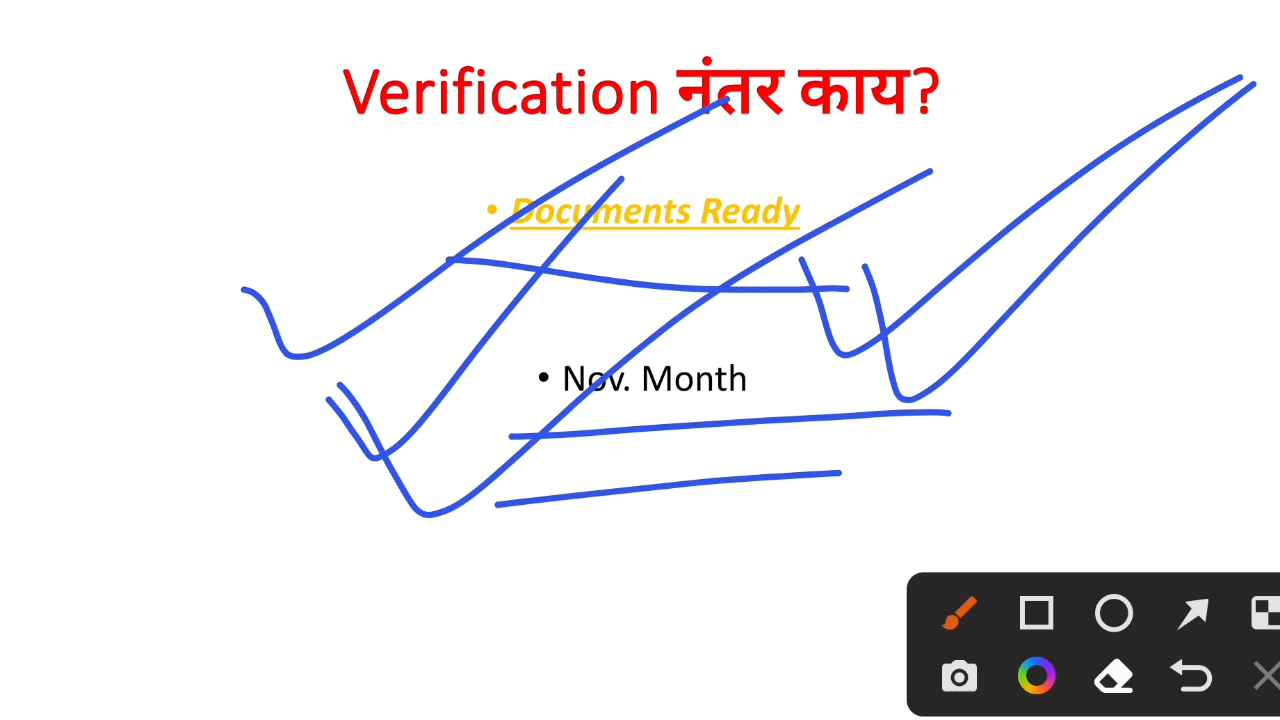 Verification नंतर काय?
• Documents Ready
• Nov. Month